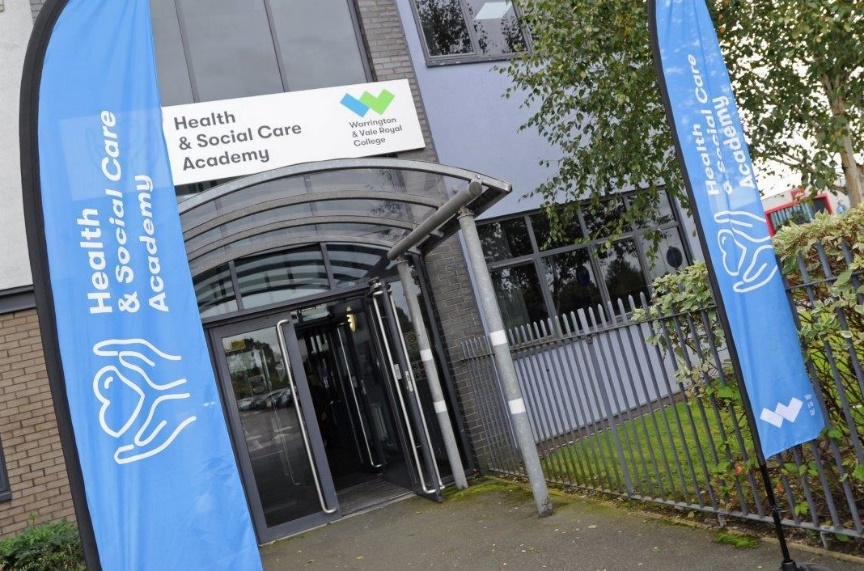 Health
& Social Care
Academy
Warrington
& Vale Royal
College
Health
& Social Care
Academy
Health
& Social Care
Academy